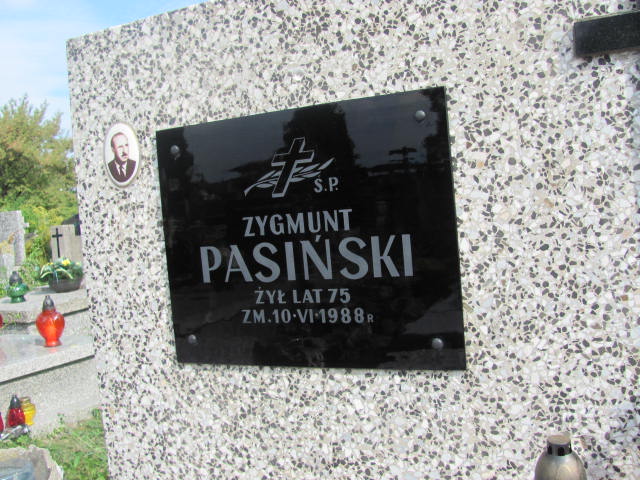 S.P.
ZYGMUNT
PASIŃSKI
ŻYŁ LAT 75
ZM. 10·VI·1988 R